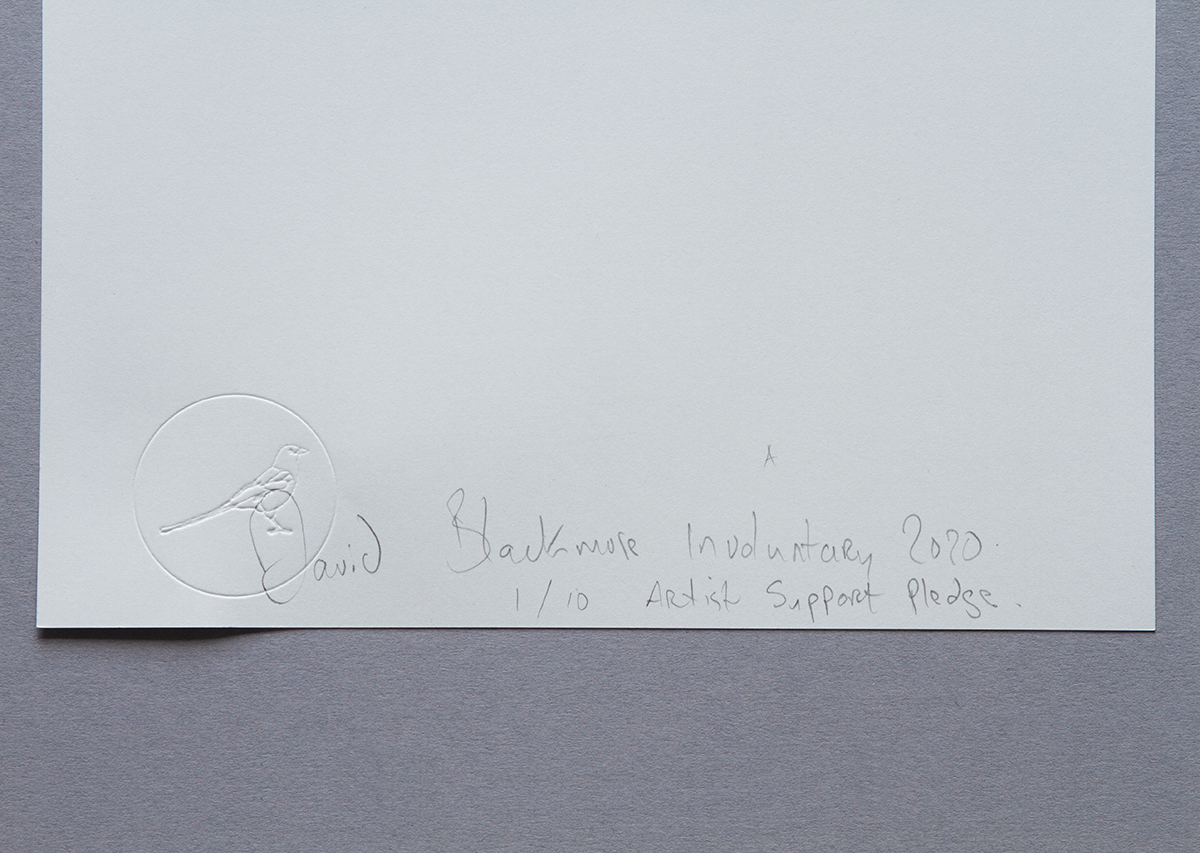 A
David Blackmore Involuntary 2020.
1/10 Artist Support Pledge.